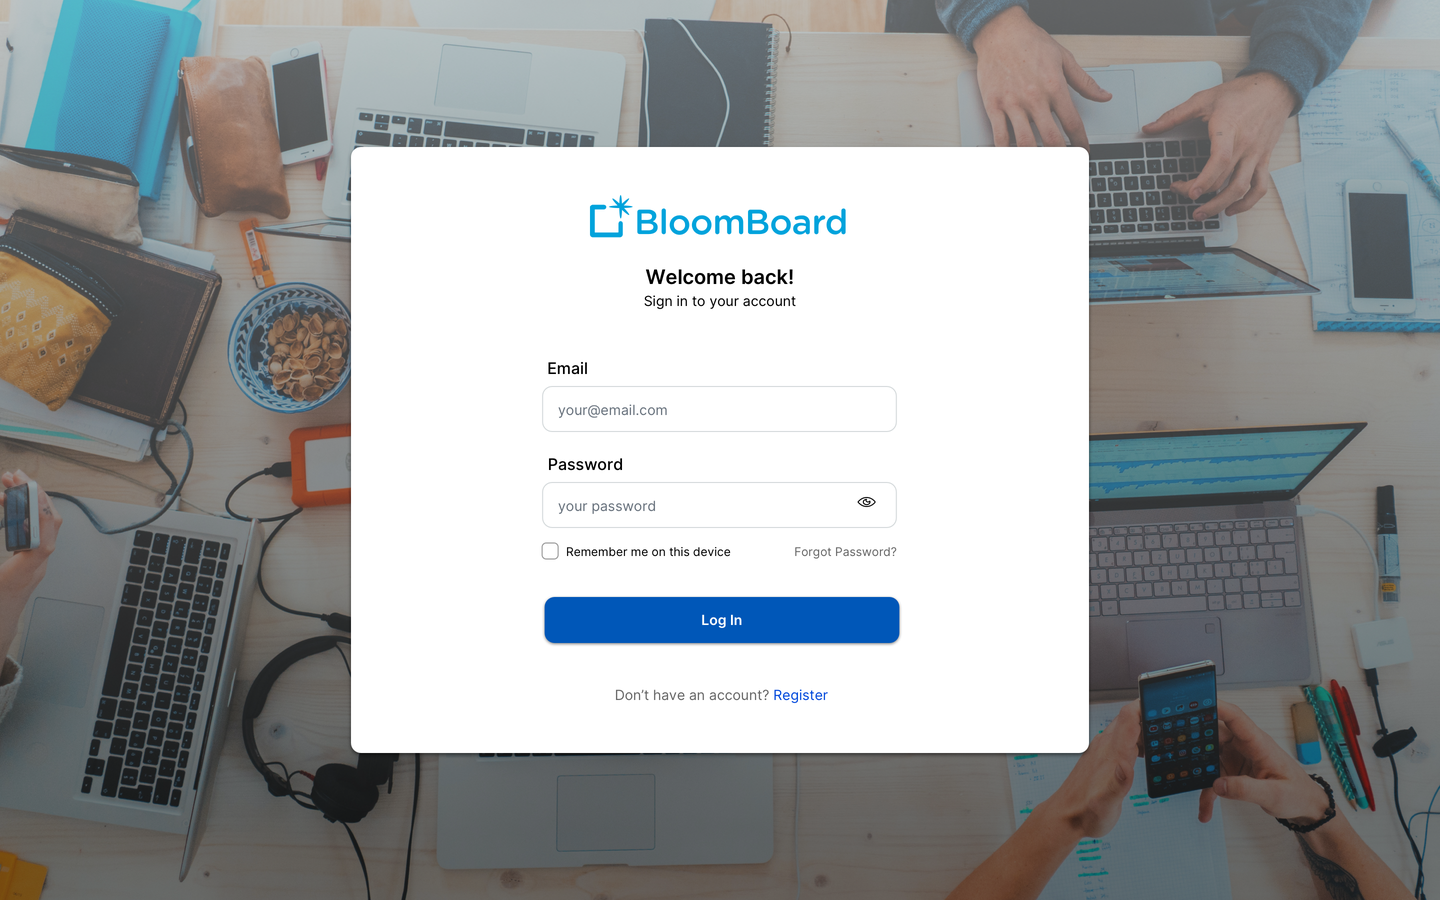 BloomBoard
Welcome back!
Sign in to your account
Email
your@email.com
Password
your password
Remember me on this device
Forgot Password?
Log In
Don't have an account? Register